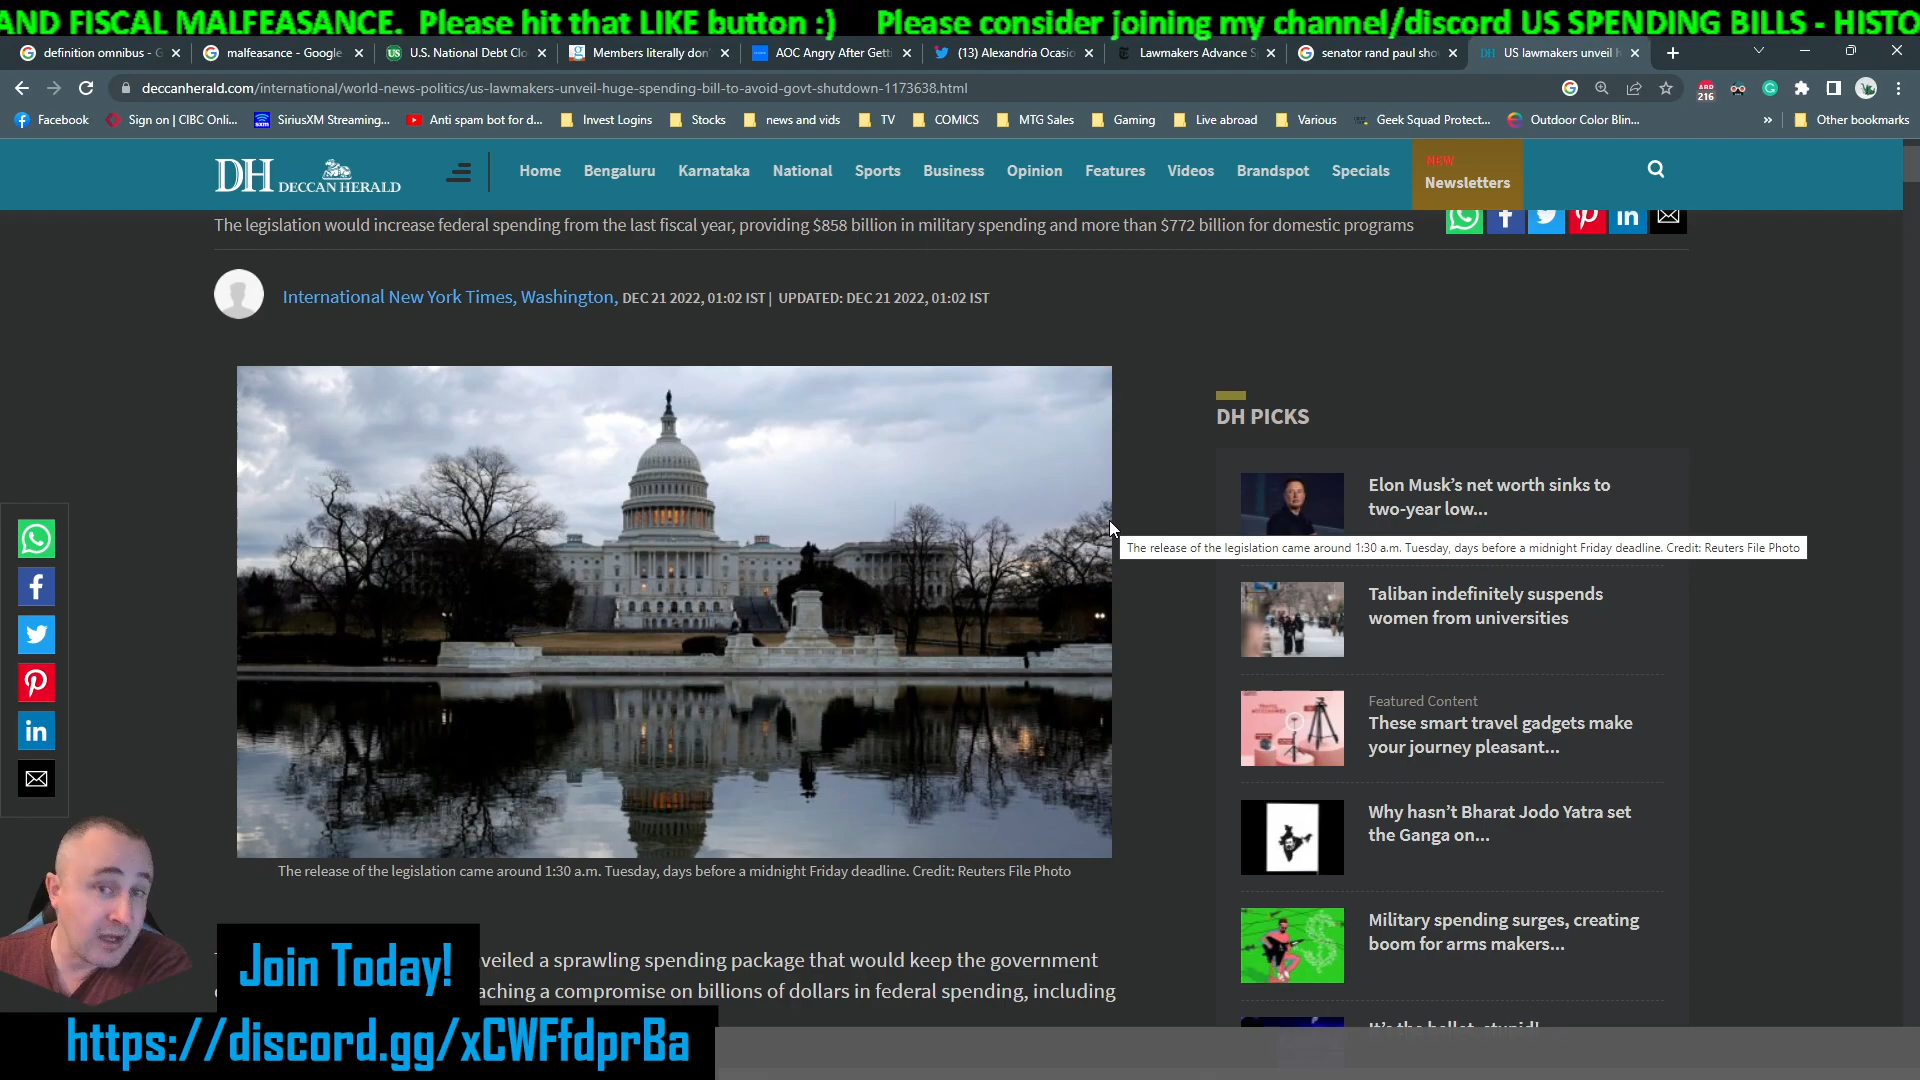 AND FISCAL MALFEASANCE. Please hit that LIKE button :) Please consider joining my channel/discord US SPENDING BILLS - HISTO
definition omnibus - G
malfeasance - Google
U.S. National Debt Clo
Members literally don'
AOC Angry After Getti
(13) Alexandria Ocasio
Lawmakers Advance S
senator rand paul sho
US lawmakers unveil h
deccanherald.com/international/world-news-politics/us-lawmakers-unveil-huge-spending-bill-to-avoid-govt-shutdown-1173638.html
ABP
216
Facebook
Sign on | CIBC Onli...
SiriusXM Streaming...
Anti spam bot for d...
Invest Logins
Stocks
news and vids
TV
COMICS
MTG Sales
Gaming
Live abroad
Various
Geek Squad Protect...
Outdoor Color Blin...
»
Other bookmarks
DH DECCAN HERALD
Home
Bengaluru
Karnataka
National
Sports
Business
Opinion
Features
Videos
Brandspot
Specials
NEW
Newsletters
The legislation would increase federal spending from the last fiscal year, providing $858 billion in military spending and more than $772 billion for domestic programs
International New York Times, Washington, DEC 21 2022, 01:02 IST | UPDATED: DEC 21 2022, 01:02 IST
DH PICKS
Elon Musk's net worth sinks to
two-year low...
The release of the legislation came around 1:30 a.m. Tuesday, days before a midnight Friday deadline. Credit: Reuters File Photo
Taliban indefinitely suspends
women from universities
Featured Content
These smart travel gadgets make
your journey pleasant...
Why hasn't Bharat Jodo Yatra set
the Ganga on...
Military spending surges, creating
boom for arms makers...
It's the ballot, stupid!
The release of the legislation came around 1:30 a.m. Tuesday, days before a midnight Friday deadline. Credit: Reuters File Photo
veiled a sprawling spending package that would keep the government
aching a compromise on billions of dollars in federal spending, including
Join Today!
https://discord.gg/xCWFfdprBa